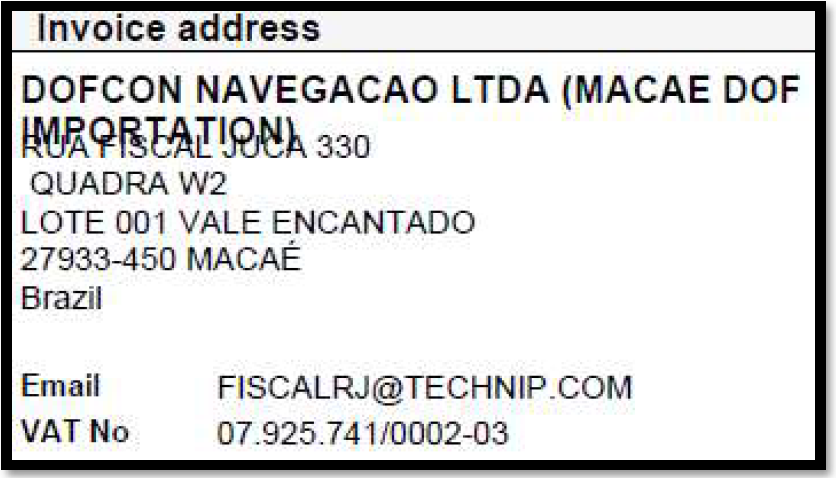 Invoice address
DOFCON NAVEGACAO LTDA (MACAE DOF
IMPORTATION)
RUA FISCAL JUCA 330
QUADRA W2
LOTE 001 VALE ENCANTADO
27933-450 MACAÉ
Brazil
Email FISCALRJ@TECHNIP.COM
VAT No 07.925.741/0002-03